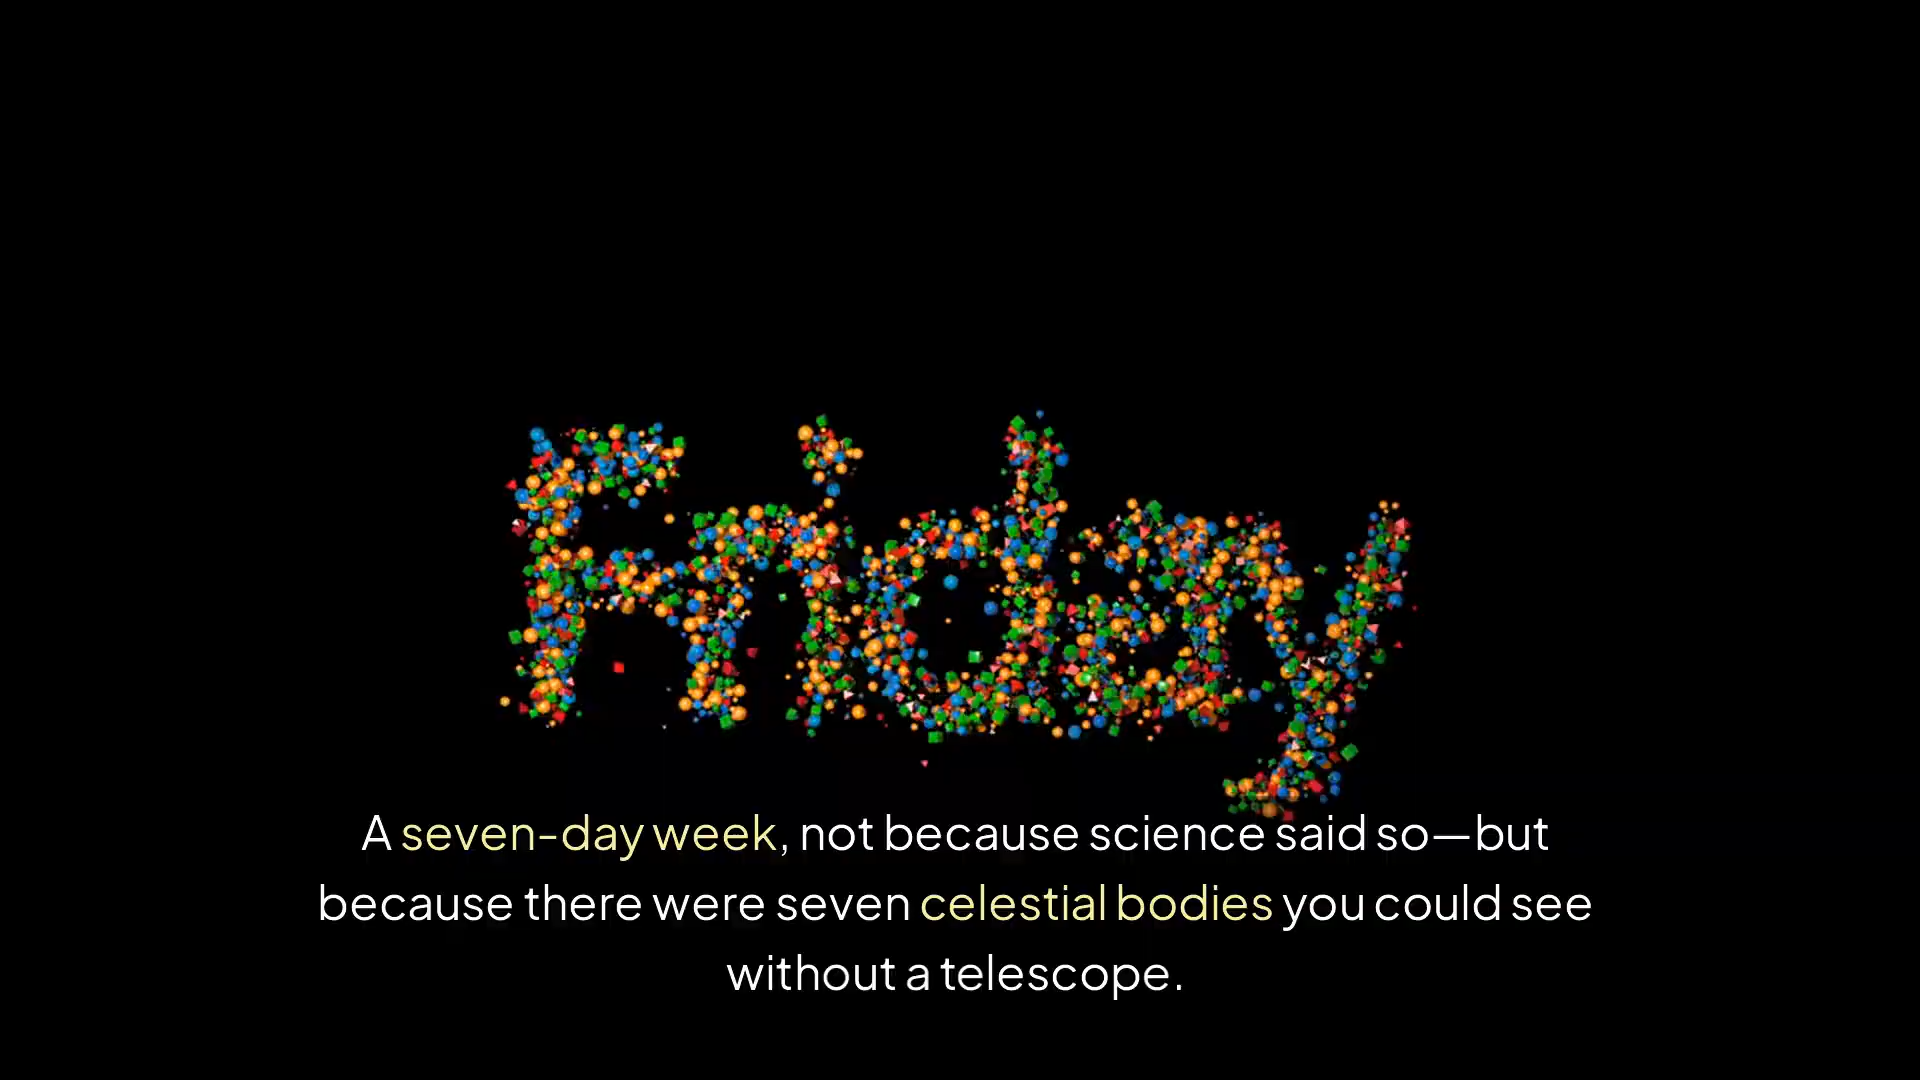 Friday
A seven-day week, not because science said so—but
because there were seven celestial bodies you could see
without a telescope.